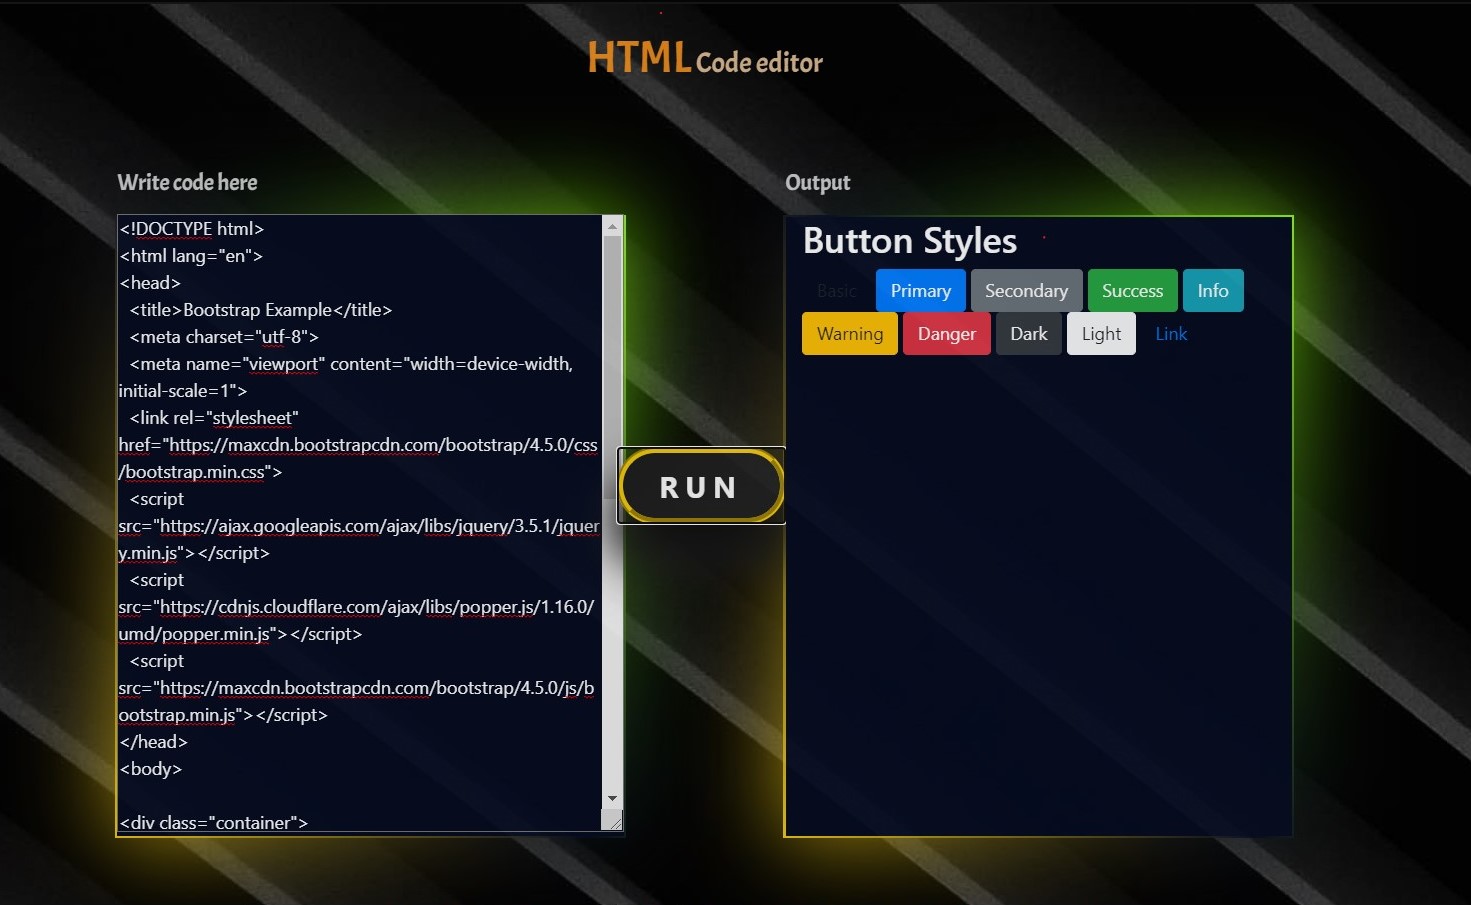 HTML Code editor
Write code here
<!DOCTYPE html>
<html lang="en">
<head>
<title>Bootstrap Example</title>
<meta charset="utf-8">
<meta name="viewport" content="width=device-width,
initial-scale=1">
<link rel="stylesheet"
href="https://maxcdn.bootstrapcdn.com/bootstrap/4.5.0/css
/bootstrap.min.css">
<script
src="https://ajax.googleapis.com/ajax/libs/jquery/3.5.1/jquer
y.min.js"></script>
<script
src="https://cdnjs.cloudflare.com/ajax/libs/popper.js/1.16.0/
umd/popper.min.js"></script>
<script
src="https://maxcdn.bootstrapcdn.com/bootstrap/4.5.0/js/b
ootstrap.min.js"></script>
</head>
<body>
<div class="container">
RUN
Output
Button Styles
Basic Primary Secondary Success Info
Warning Danger Dark Light Link